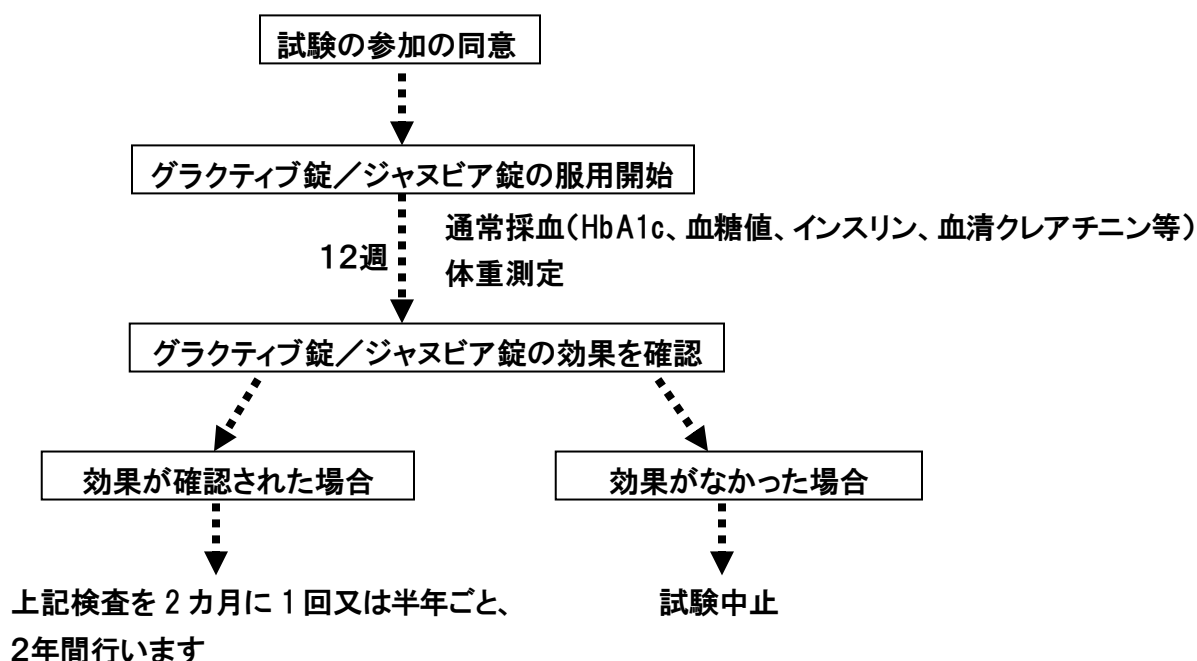 試験の参加の同意
グラクティブ錠／ジャヌビア錠の服用開始
通常採血（HbA1c、血糖値、インスリン、血清クレアチニン等）
12週
体重測定
グラクティブ錠／ジャヌビア錠の効果を確認
効果が確認された場合
効果がなかった場合
上記検査を2カ月に1回又は半年ごと、
２年間行います
試験中止